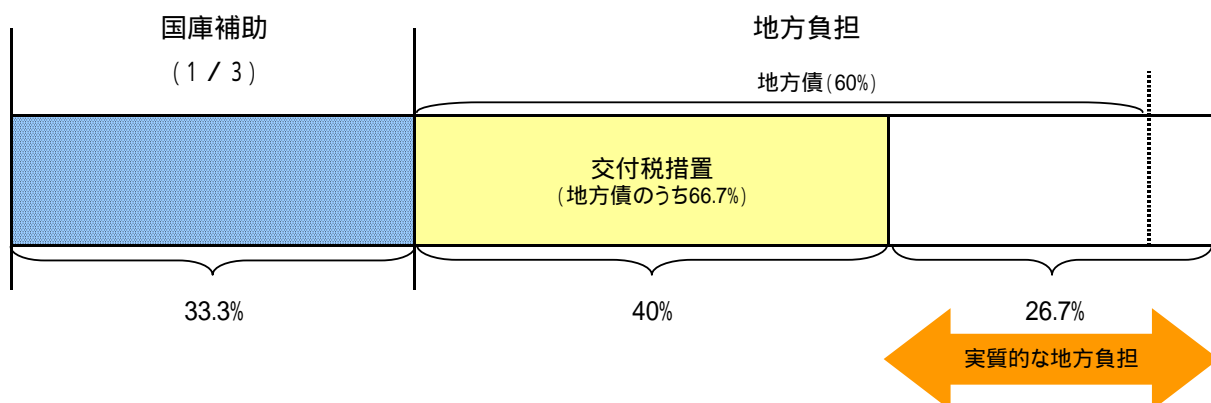 国庫補助
（１／３）
地方負担
地方債（60%）
交付税措置
（地方債のうち66.7%）
33.3%
40%
26.7%
実質的な地方負担